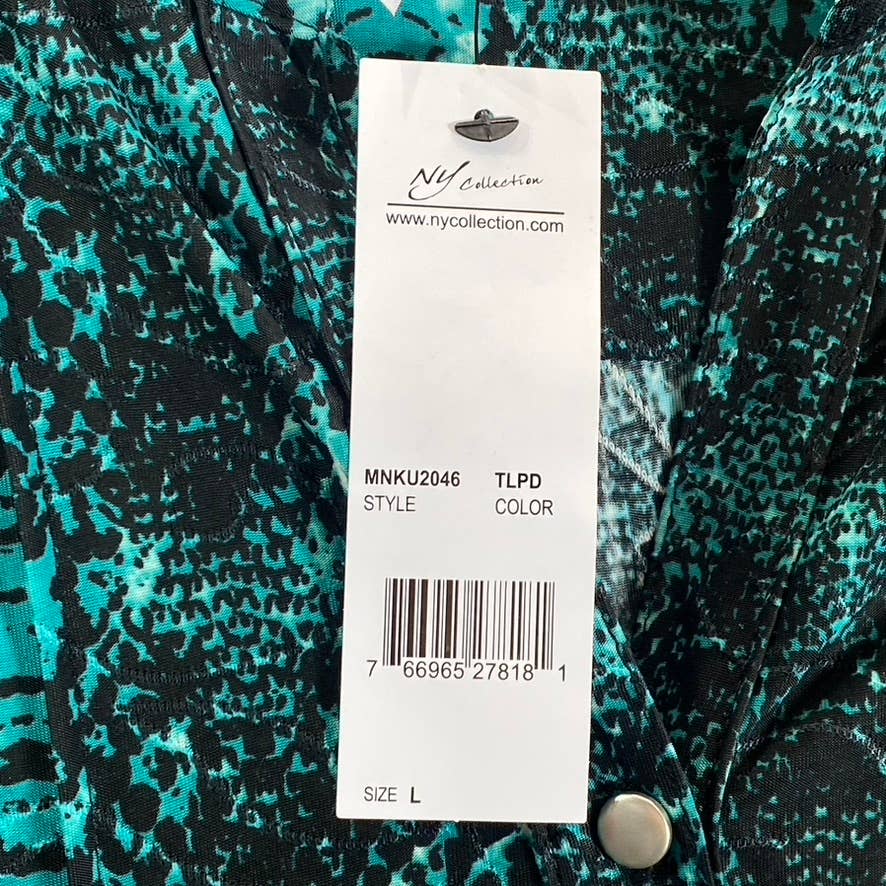 NY Collection
www.nycollection.com
MNKU2046 TLPD
STYLE COLOR
7 66965 27818 1
SIZE L